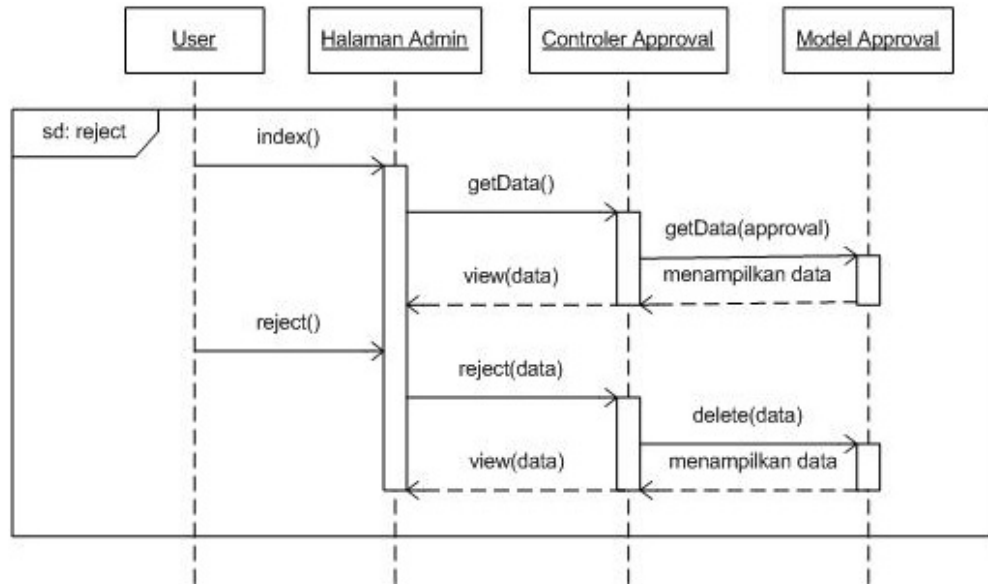 User
Halaman Admin
Controler Approval
Model Approval
sd: reject
index()
getData()
getData(approval)
view(data)
menampilkan data
reject()
reject(data)
delete(data)
view(data)
menampilkan data